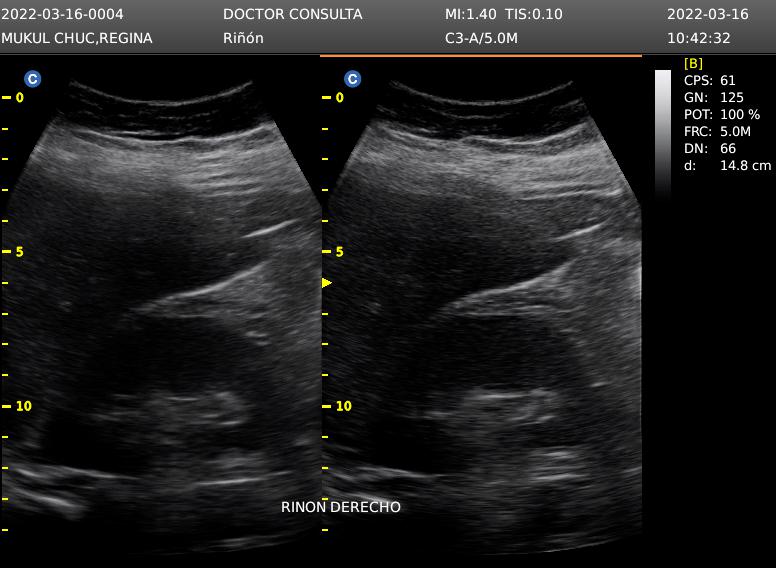 2022-03-16-0004 DOCTOR CONSULTA MI:1.40 TIS:0.10 2022-03-16
MUKUL CHUC,REGINA Riñón C3-A/5.0M 10:42:32
C C
[B]
CPS: 61
GN: 125
POT: 100 %
FRC: 5.0M
DN: 66
d: 14.8 cm
0 0
5 5
10 10
RINON DERECHO